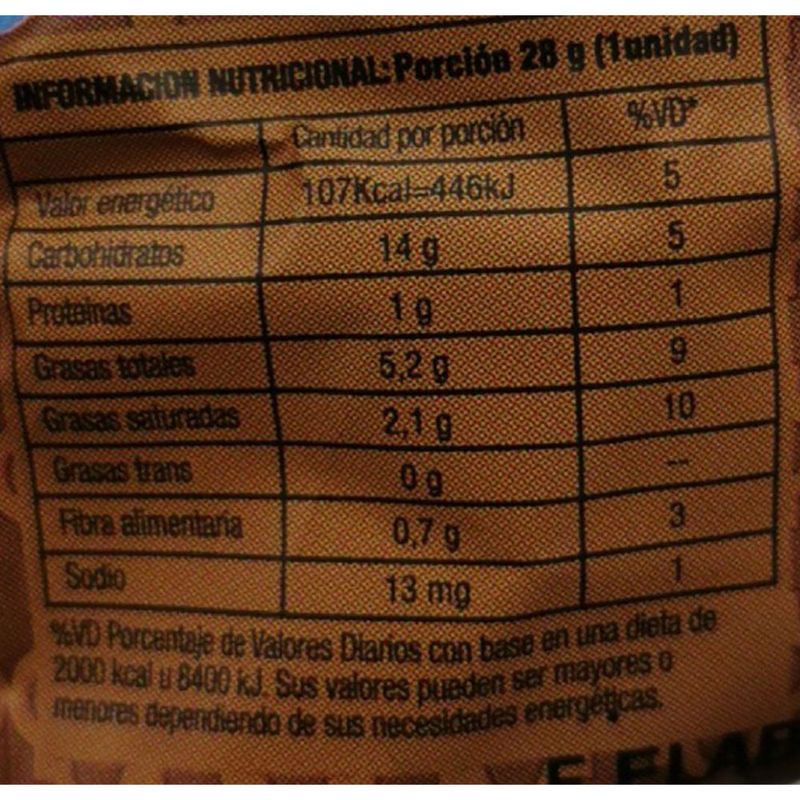 INFORMACION NUTRICIONAL: Porción 28 g (1unidad)
Cantidad por porción %VD*
Valor energético 107Kcal=446kJ 5
Carbohidratos 14 g 5
Proteinas 1 g 1
Grasas totales 5,2 g 9
Grasas saturadas 2,1 g 10
Grasas trans 0 g --
Fibra alimentaria 0,7 g 3
Sodio 13 mg 1
%VD Porcentaje de Valores Diarios con base en una dieta de
2000 kcal u 8400 kJ. Sus valores pueden ser mayores o
menores dependiendo de sus necesidades energéticas.